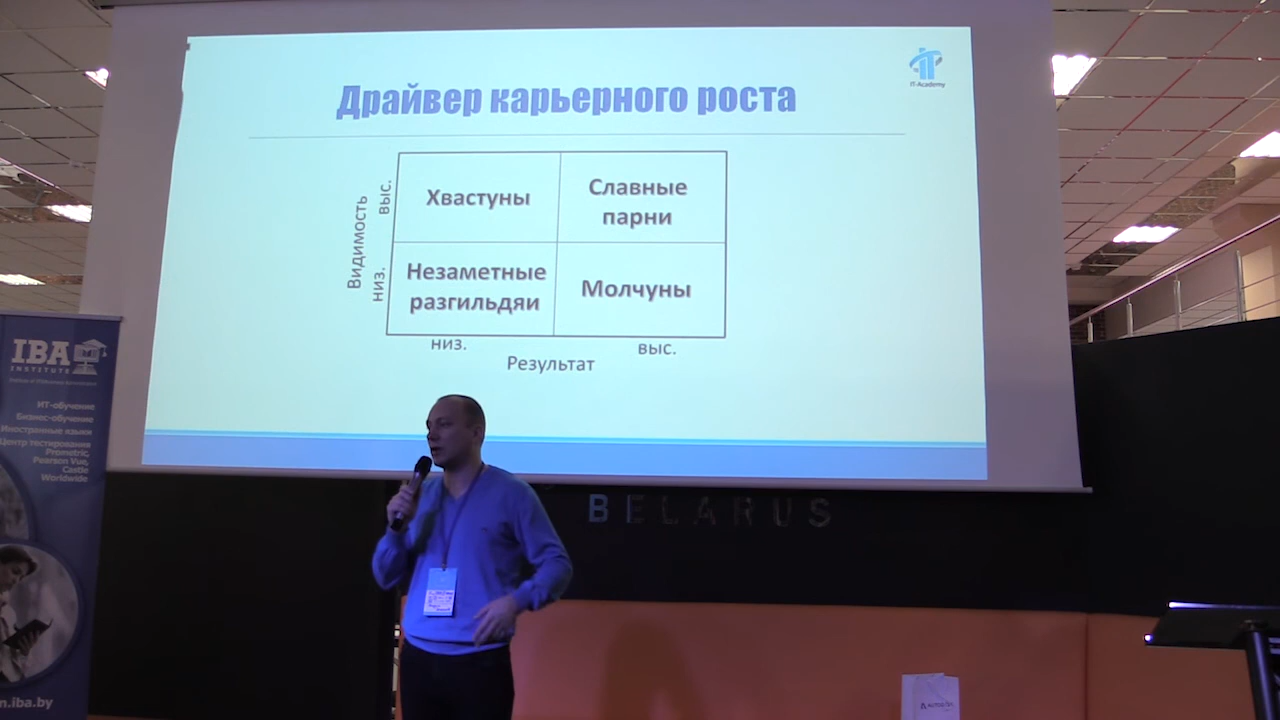 Драйвер карьерного роста
IT-Academy
Видимость
выс.
низ.
Хвастуны
Славные
парни
Незаметные
разгильдяи
Молчуны
низ.
выс.
Результат
IBA
INSTITUTE
ИТ-обучение
Бизнес-обучение
Иностранные языки
Центр тестирования
Prometric,
Pearson Vue,
Castle
Worldwide
n.iba.by
BELARUS